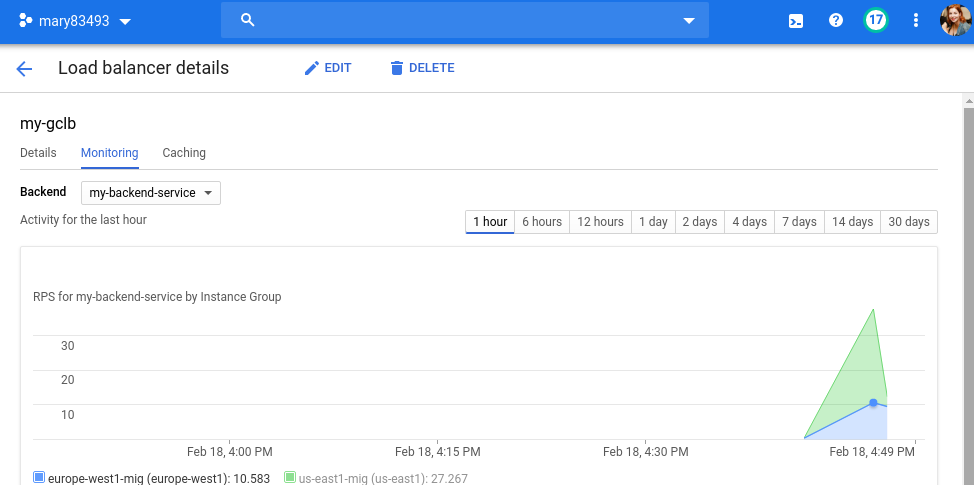 mary83493
17
Load balancer details
EDIT
DELETE
my-gclb
Details
Monitoring
Caching
Backend
my-backend-service
Activity for the last hour
1 hour
6 hours
12 hours
1 day
2 days
4 days
7 days
14 days
30 days
RPS for my-backend-service by Instance Group
30
20
10
Feb 18, 4:00 PM
Feb 18, 4:15 PM
Feb 18, 4:30 PM
Feb 18, 4:49 PM
europe-west1-mig (europe-west1): 10.583
us-east1-mig (us-east1): 27.267